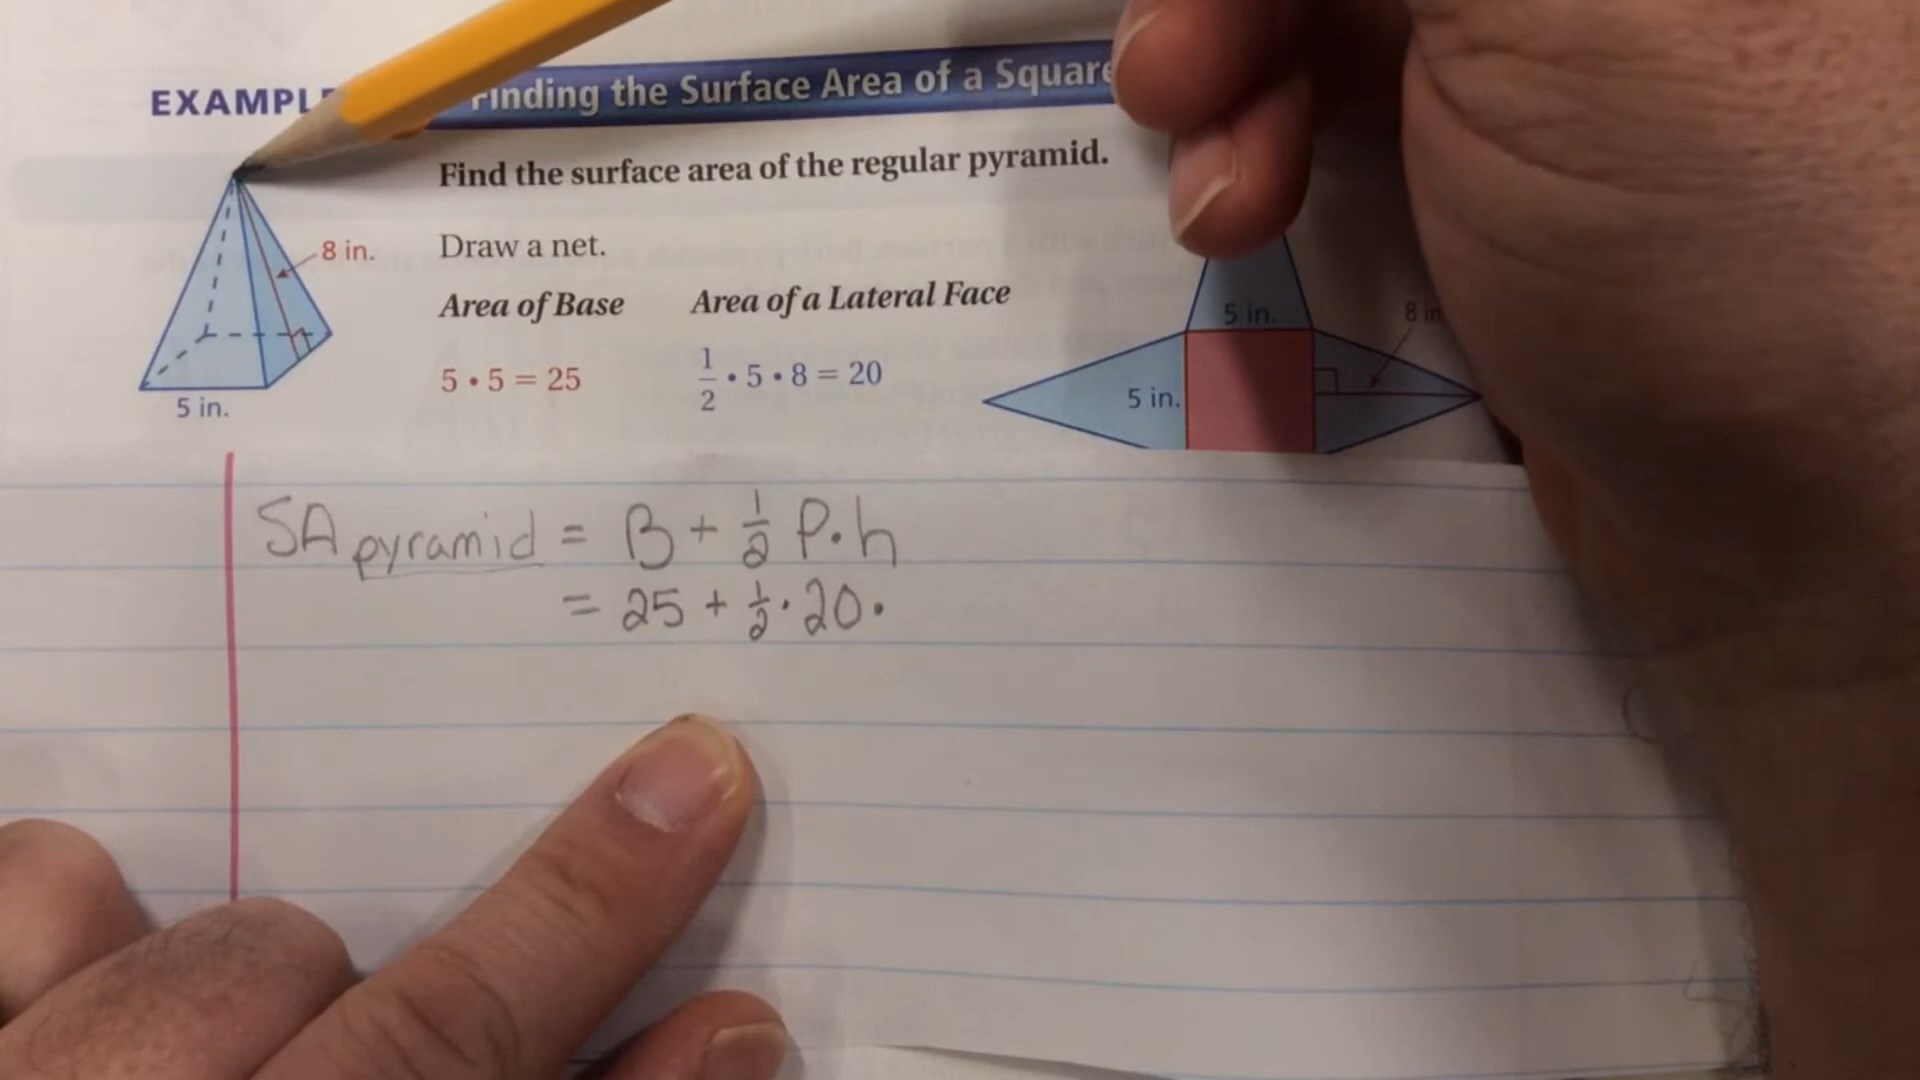 EXAMPL
Finding the Surface Area of a Square
Find the surface area of the regular pyramid.
8 in.
Draw a net.
Area of Base
Area of a Lateral Face
5 • 5 = 25
1/2 • 5 • 8 = 20
5 in.
5 in.
5 in.
8 in
SA pyramid = B + 1/2 P • h
= 25 + 1/2 • 20 •